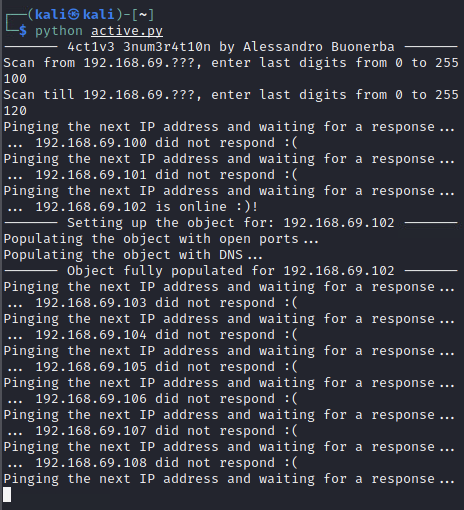 ┌──(kali㉿kali)-[~]
└─$ python active.py
─────── 4ct1v3 3num3r4t10n by Alessandro Buonerba ───────
Scan from 192.168.69.???, enter last digits from 0 to 255
100
Scan till 192.168.69.???, enter last digits from 0 to 255
120
Pinging the next IP address and waiting for a response...
... 192.168.69.100 did not respond :(
Pinging the next IP address and waiting for a response...
... 192.168.69.101 did not respond :(
Pinging the next IP address and waiting for a response...
... 192.168.69.102 is online :)!
─────── Setting up the object for: 192.168.69.102 ───────
Populating the object with open ports...
Populating the object with DNS...
─────── Object fully populated for 192.168.69.102 ───────
Pinging the next IP address and waiting for a response...
... 192.168.69.103 did not respond :(
Pinging the next IP address and waiting for a response...
... 192.168.69.104 did not respond :(
Pinging the next IP address and waiting for a response...
... 192.168.69.105 did not respond :(
Pinging the next IP address and waiting for a response...
... 192.168.69.106 did not respond :(
Pinging the next IP address and waiting for a response...
... 192.168.69.107 did not respond :(
Pinging the next IP address and waiting for a response...
... 192.168.69.108 did not respond :(
Pinging the next IP address and waiting for a response...